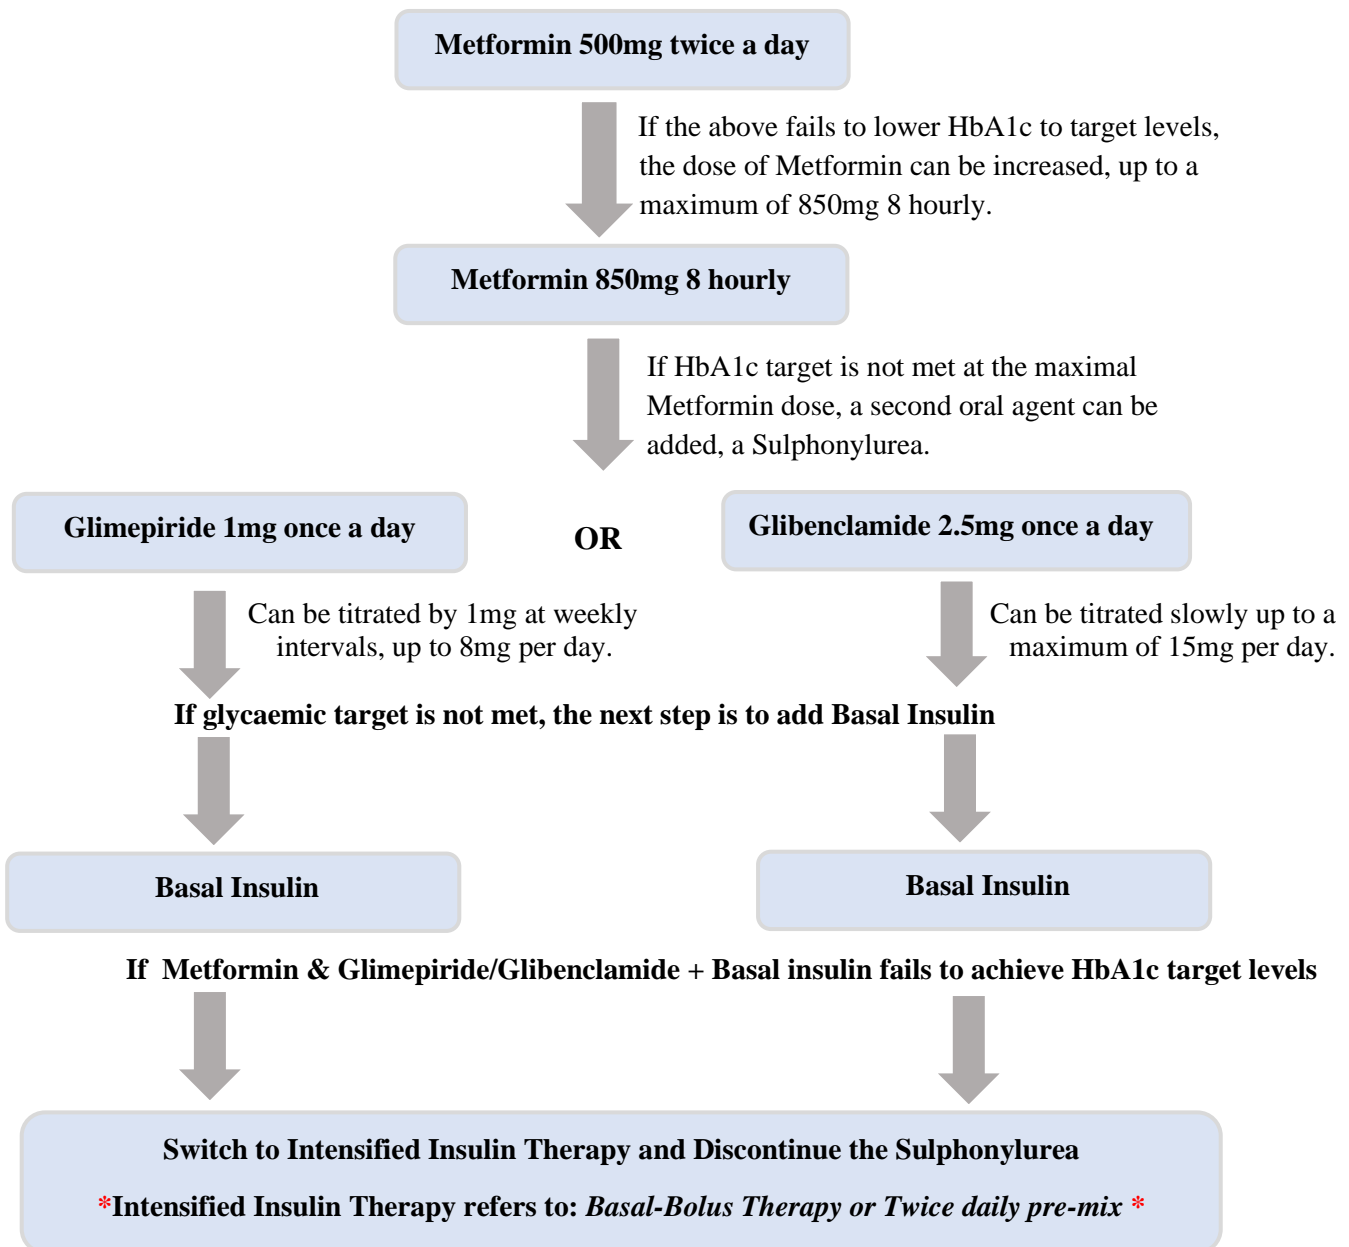 Metformin 500mg twice a day
If the above fails to lower HbA1c to target levels,
the dose of Metformin can be increased, up to a
maximum of 850mg 8 hourly.
Metformin 850mg 8 hourly
If HbA1c target is not met at the maximal
Metformin dose, a second oral agent can be
added, a Sulphonylurea.
Glimepiride 1mg once a day
OR
Glibenclamide 2.5mg once a day
Can be titrated by 1mg at weekly
intervals, up to 8mg per day.
Can be titrated slowly up to a
maximum of 15mg per day.
If glycaemic target is not met, the next step is to add Basal Insulin
Basal Insulin
Basal Insulin
If Metformin & Glimepiride/Glibenclamide + Basal insulin fails to achieve HbA1c target levels
Switch to Intensified Insulin Therapy and Discontinue the Sulphonylurea
*Intensified Insulin Therapy refers to: Basal-Bolus Therapy or Twice daily pre-mix *